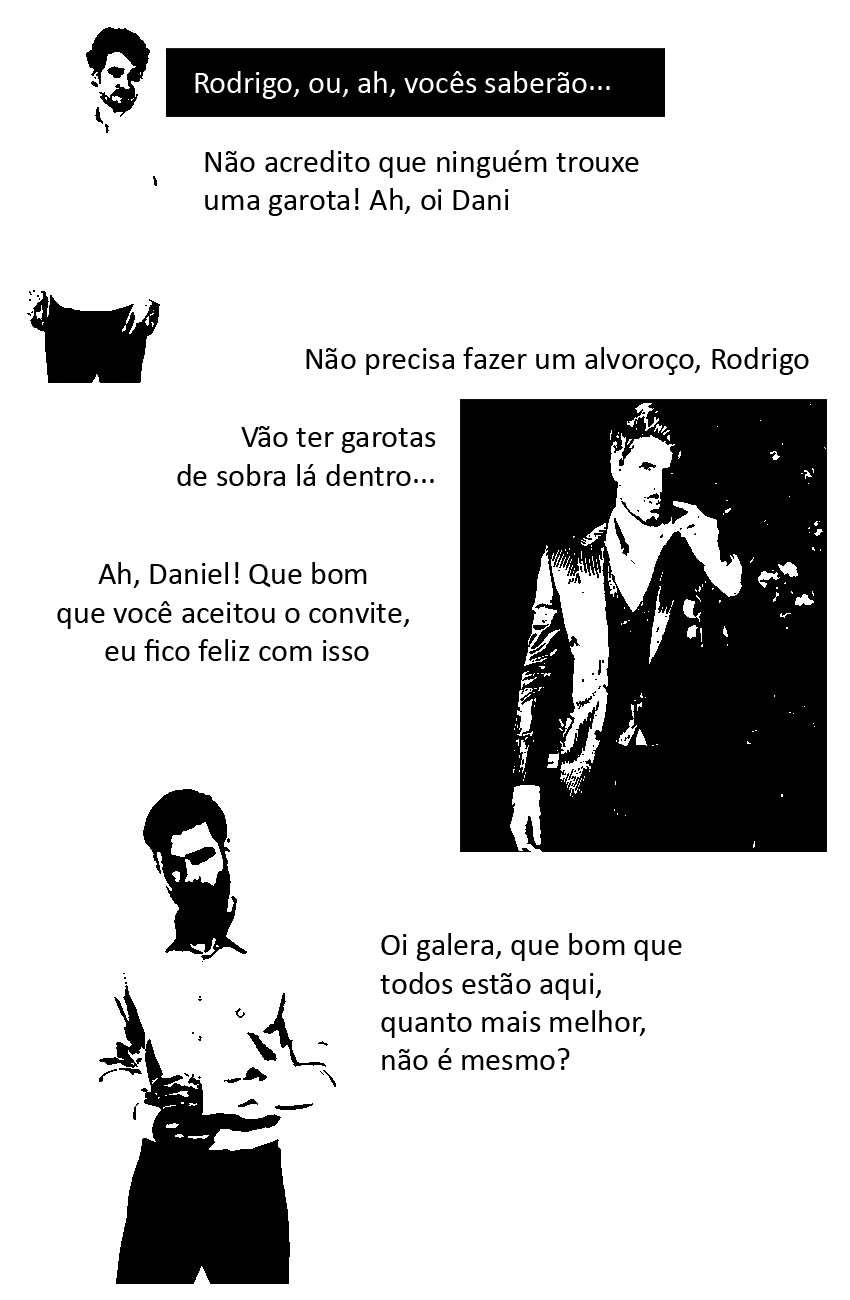 Rodrigo, ou, ah, vocês saberão...
Não acredito que ninguém trouxe
uma garota! Ah, oi Dani
Não precisa fazer um alvoroço, Rodrigo
Vão ter garotas
de sobra lá dentro...
Ah, Daniel! Que bom
que você aceitou o convite,
eu fico feliz com isso
Oi galera, que bom que
todos estão aqui,
quanto mais melhor,
não é mesmo?